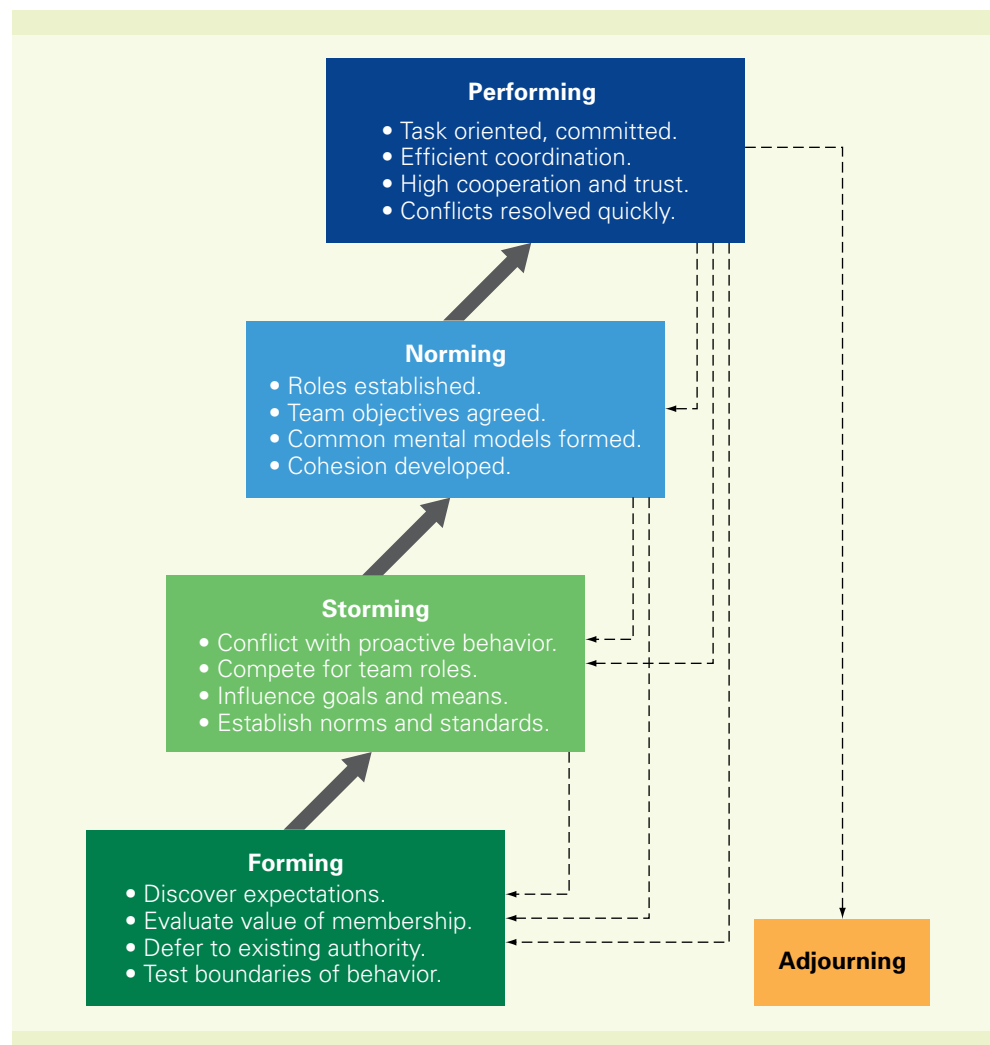 Performing
• Task oriented, committed.
• Efficient coordination.
• High cooperation and trust.
• Conflicts resolved quickly.
Norming
• Roles established.
• Team objectives agreed.
• Common mental models formed.
• Cohesion developed.
Storming
• Conflict with proactive behavior.
• Compete for team roles.
• Influence goals and means.
• Establish norms and standards.
Forming
• Discover expectations.
• Evaluate value of membership.
• Defer to existing authority.
• Test boundaries of behavior.
Adjourning